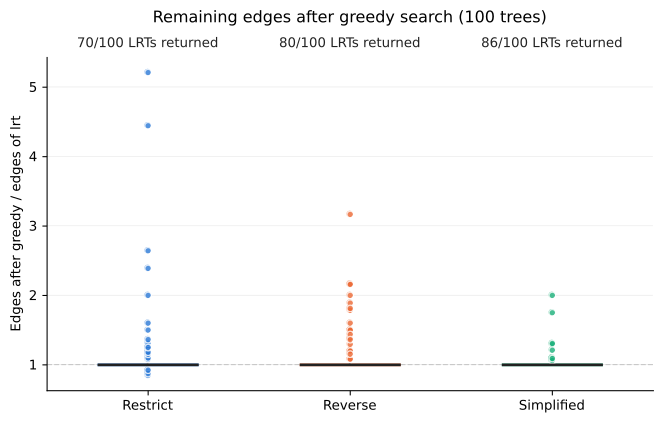 Remaining edges after greedy search (100 trees)
70/100 LRTs returned
80/100 LRTs returned
86/100 LRTs returned
Edges after greedy / edges of lrt
5
4
3
2
1
Restrict
Reverse
Simplified